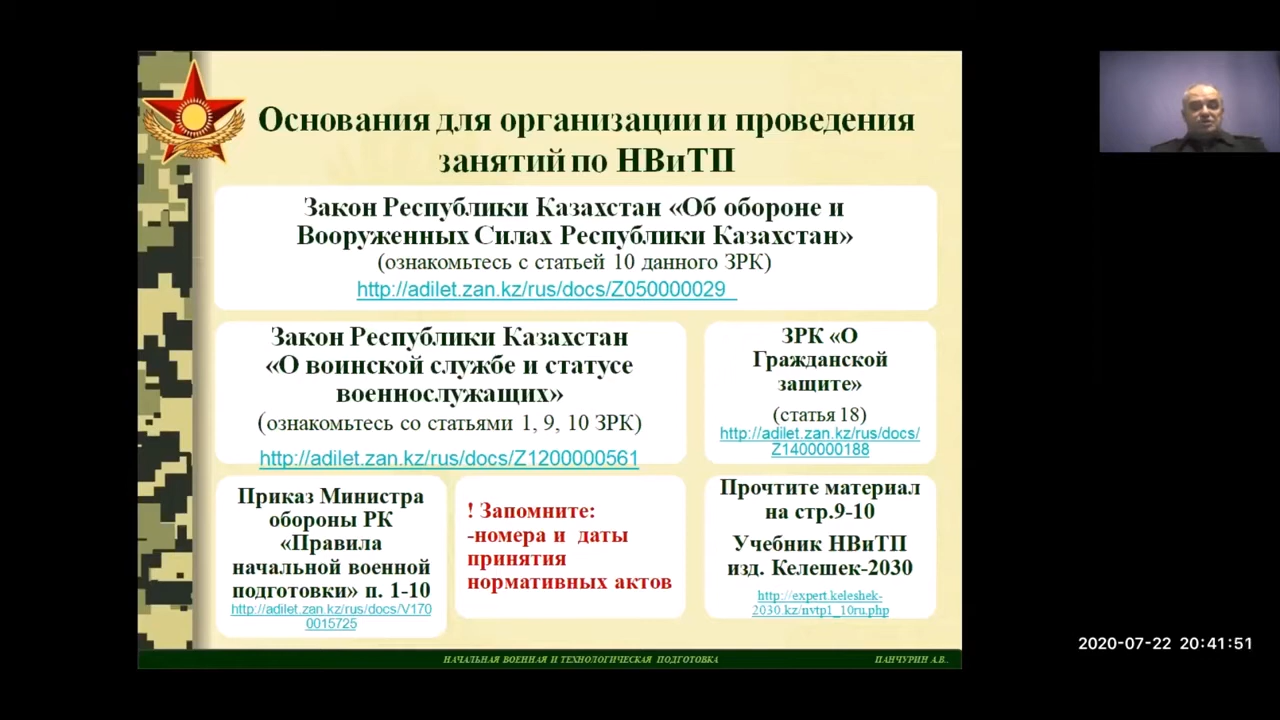 Основания для организации и проведения
занятий по НВиТП
Закон Республики Казахстан «Об обороне и
Вооруженных Силах Республики Казахстан»
(ознакомьтесь с статьей 10 данного ЗРК)
http://adilet.zan.kz/rus/docs/Z050000029_
Закон Республики Казахстан
«О воинской службе и статусе
военнослужащих»
(ознакомьтесь со статьями 1, 9, 10 ЗРК)
http://adilet.zan.kz/rus/docs/Z1200000561
ЗРК «О
Гражданской
защите»
(статья 18)
http://adilet.zan.kz/rus/docs/
Z1400000188
Приказ Министра
обороны РК
«Правила
начальной военной
подготовки» п. 1-10
http://adilet.zan.kz/rus/docs/V170
0015725
! Запомните:
-номера и даты
принятия
нормативных актов
Прочтите материал
на стр.9-10
Учебник НВиТП
изд. Келешек-2030
http://expert.keleshek-
2030.kz/nvtp1_10ru.php
НАЧАЛЬНАЯ ВОЕННАЯ И ТЕХНОЛОГИЧЕСКАЯ ПОДГОТОВКА
ПАНЧУРИН А.В..
2020-07-22 20:41:51